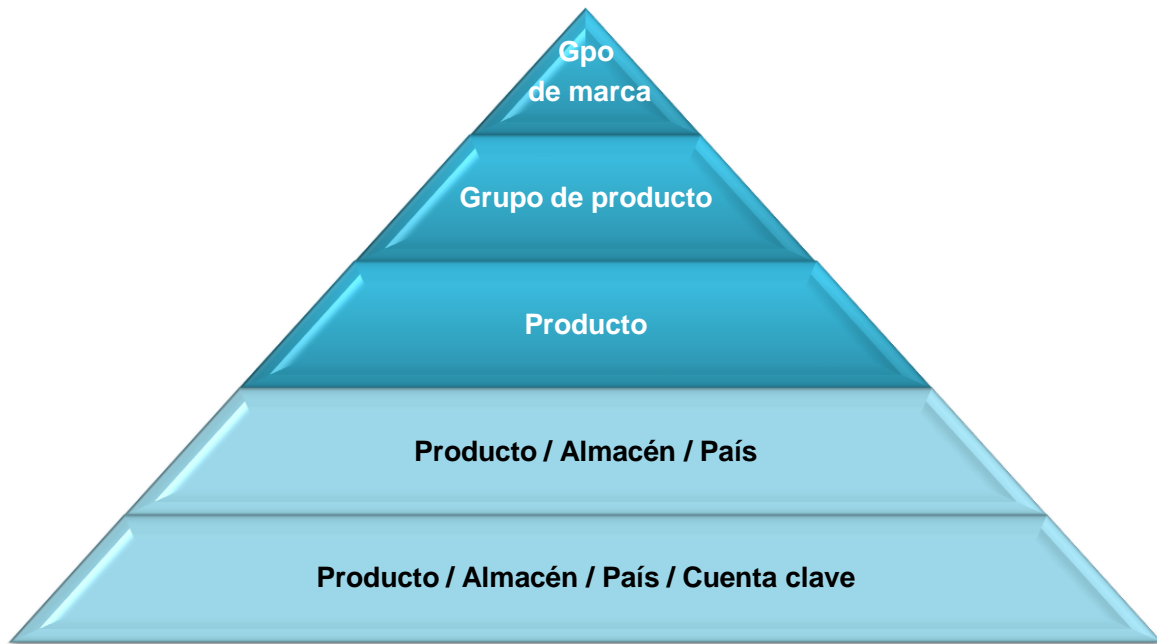 Gpo
de marca
Grupo de producto
Producto
Producto / Almacén / País
Producto / Almacén / País / Cuenta clave